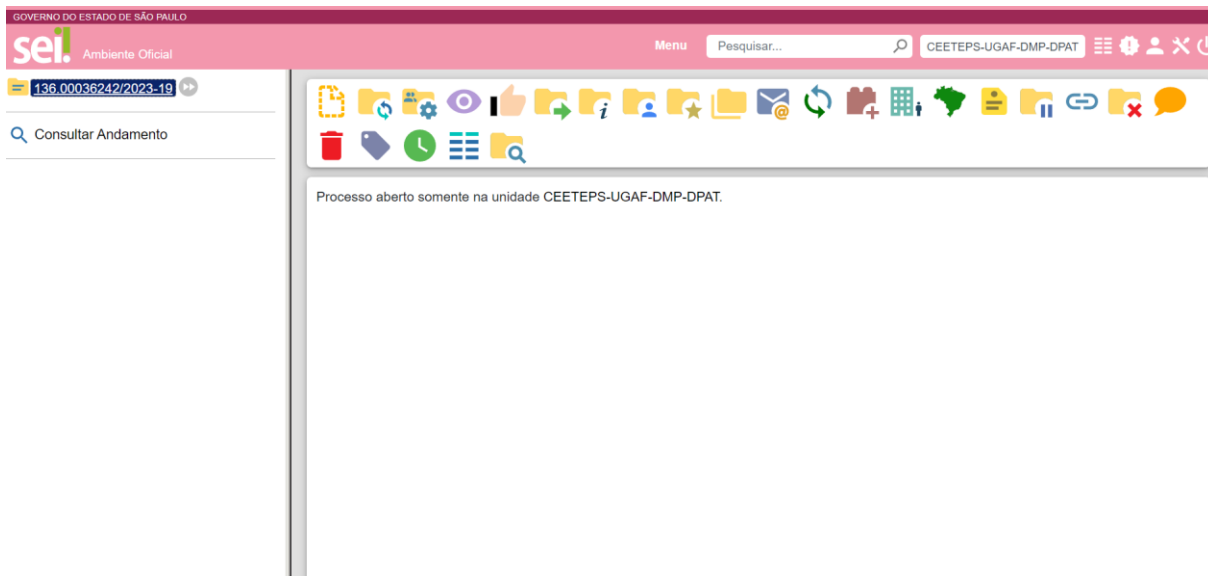 GOVERNO DO ESTADO DE SÃO PAULO
sei! Ambiente Oficial
Menu
Pesquisar...
CEETEPS-UGAF-DMP-DPAT
136.00036242/2023-19
Consultar Andamento
Processo aberto somente na unidade CEETEPS-UGAF-DMP-DPAT.